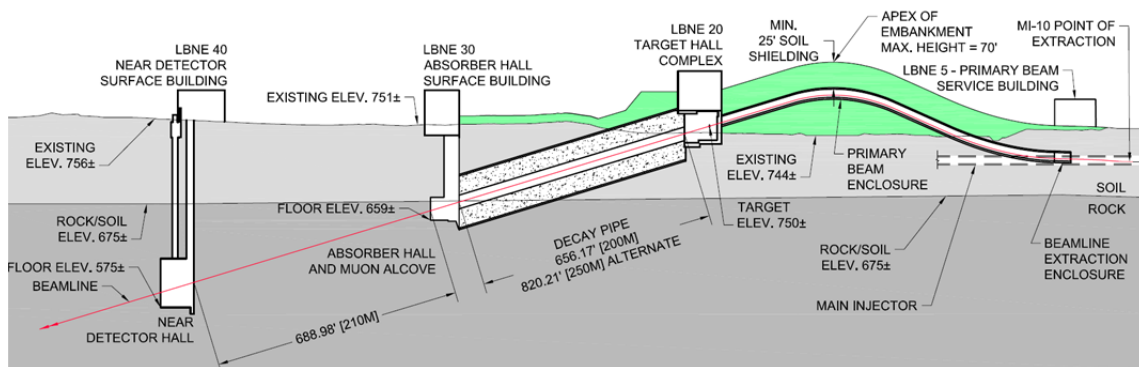 LBNE 40
NEAR DETECTOR
SURFACE BUILDING
LBNE 30
ABSORBER HALL
SURFACE BUILDING
LBNE 20
TARGET HALL
COMPLEX
MIN.
25' SOIL
SHIELDING
APEX OF
EMBANKMENT
MAX. HEIGHT = 70'
MI-10 POINT OF
EXTRACTION
LBNE 5 - PRIMARY BEAM
SERVICE BUILDING
EXISTING ELEV. 751±
EXISTING
ELEV. 756±
EXISTING
ELEV. 744±
PRIMARY
BEAM
ENCLOSURE
SOIL
ROCK
ROCK/SOIL
ELEV. 675±
FLOOR ELEV. 659±
TARGET
ELEV. 750±
ROCK/SOIL
ELEV. 675±
BEAMLINE
EXTRACTION
ENCLOSURE
FLOOR ELEV. 575±
BEAMLINE
ABSORBER HALL
AND MUON ALCOVE
DECAY PIPE
656.17' [200M]
820.21' [250M] ALTERNATE
MAIN INJECTOR
NEAR
DETECTOR HALL
688.98' [210M]